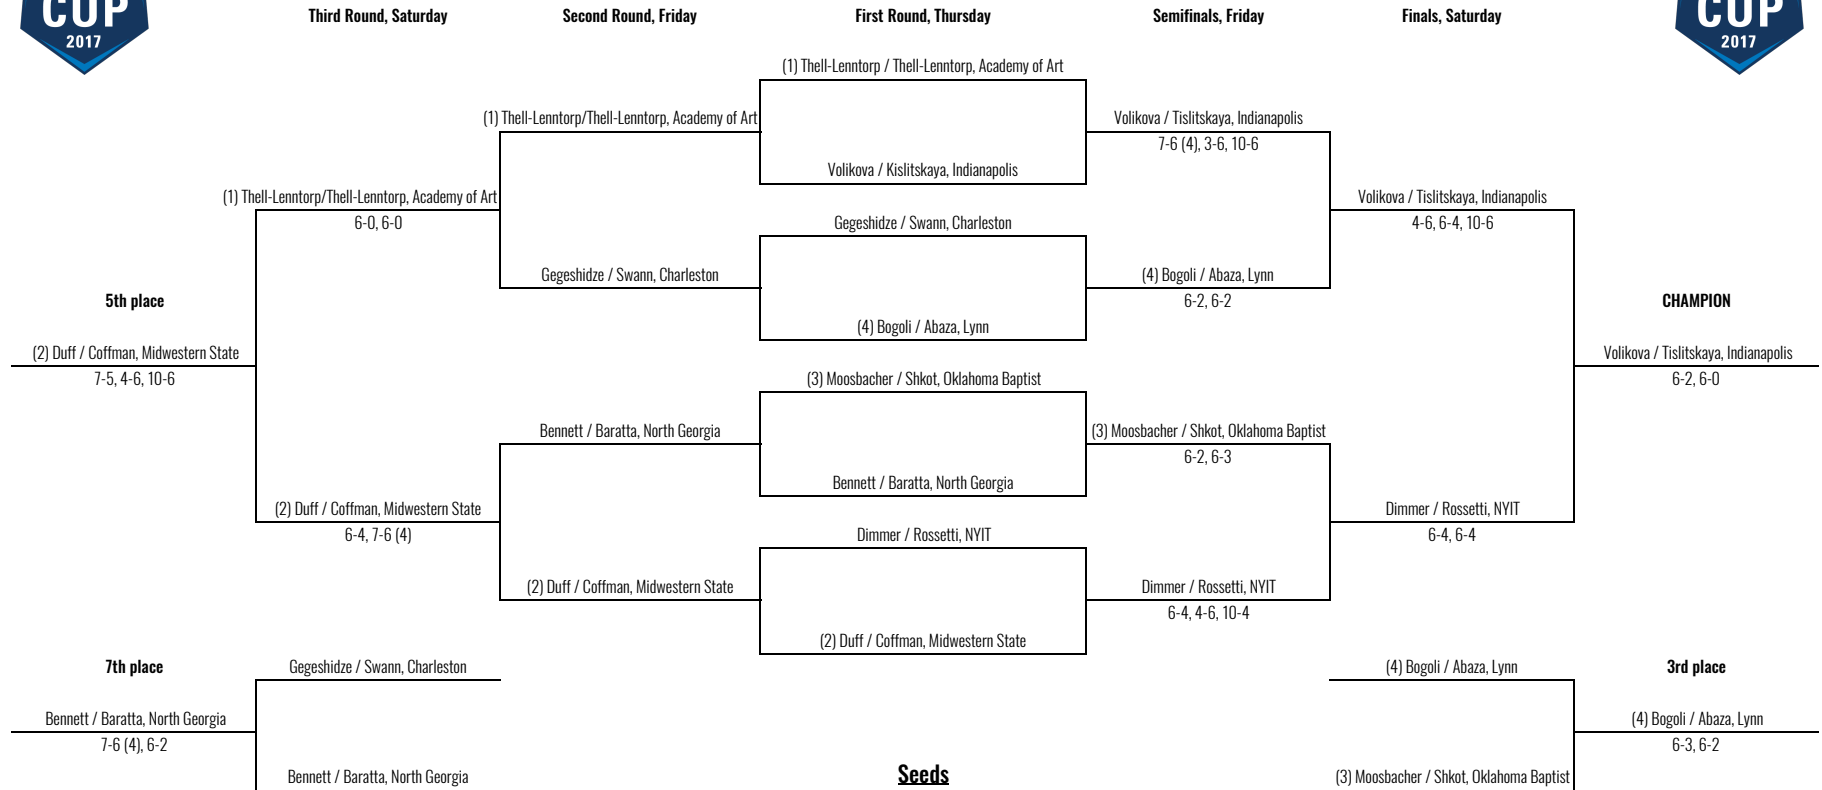 CUP
2017
CUP
2017
Third Round, Saturday
Second Round, Friday
First Round, Thursday
Semifinals, Friday
Finals, Saturday
(1) Thell-Lenntorp / Thell-Lenntorp, Academy of Art
(1) Thell-Lenntorp/Thell-Lenntorp, Academy of Art
Volikova / Tislitskaya, Indianapolis
7-6 (4), 3-6, 10-6
Volikova / Kislitskaya, Indianapolis
(1) Thell-Lenntorp/Thell-Lenntorp, Academy of Art
6-0, 6-0
Volikova / Tislitskaya, Indianapolis
4-6, 6-4, 10-6
Gegeshidze / Swann, Charleston
Gegeshidze / Swann, Charleston
(4) Bogoli / Abaza, Lynn
6-2, 6-2
5th place
CHAMPION
(4) Bogoli / Abaza, Lynn
(2) Duff / Coffman, Midwestern State
7-5, 4-6, 10-6
Volikova / Tislitskaya, Indianapolis
6-2, 6-0
(3) Moosbacher / Shkot, Oklahoma Baptist
Bennett / Baratta, North Georgia
(3) Moosbacher / Shkot, Oklahoma Baptist
6-2, 6-3
Bennett / Baratta, North Georgia
(2) Duff / Coffman, Midwestern State
6-4, 7-6 (4)
Dimmer / Rossetti, NYIT
6-4, 6-4
Dimmer / Rossetti, NYIT
(2) Duff / Coffman, Midwestern State
Dimmer / Rossetti, NYIT
6-4, 4-6, 10-4
(2) Duff / Coffman, Midwestern State
7th place
Gegeshidze / Swann, Charleston
(4) Bogoli / Abaza, Lynn
3rd place
Bennett / Baratta, North Georgia
7-6 (4), 6-2
(4) Bogoli / Abaza, Lynn
6-3, 6-2
Bennett / Baratta, North Georgia
Seeds
(3) Moosbacher / Shkot, Oklahoma Baptist